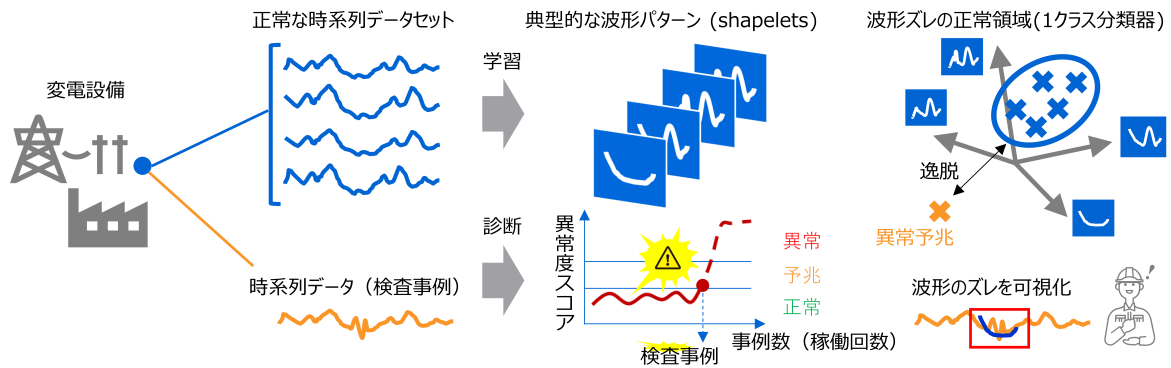 正常な時系列データセット
典型的な波形パターン (shapelets)
波形ズレの正常領域(1クラス分類器)
変電設備
学習
逸脱
異常予兆
診断
時系列データ（検査事例）
異常度スコア
異常
予兆
正常
事例数（稼働回数）
検査事例
波形のズレを可視化